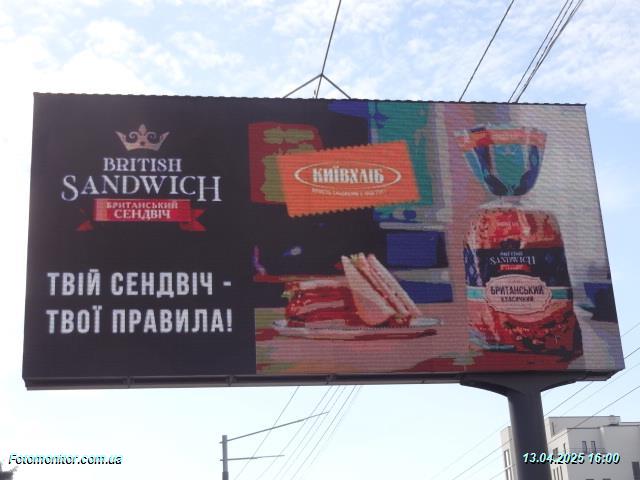 BRITISH
SANDWICH
БРИТАНСЬКИЙ
СЕНДВІЧ
ТВІЙ СЕНДВІЧ -
ТВОЇ ПРАВИЛА!
КИЇВХЛІБ
SANDWICH
БРИТАНСЬКИЙ
КЛАСИЧНИЙ
Fotomonitor.com.ua
13.04.2025 16:00